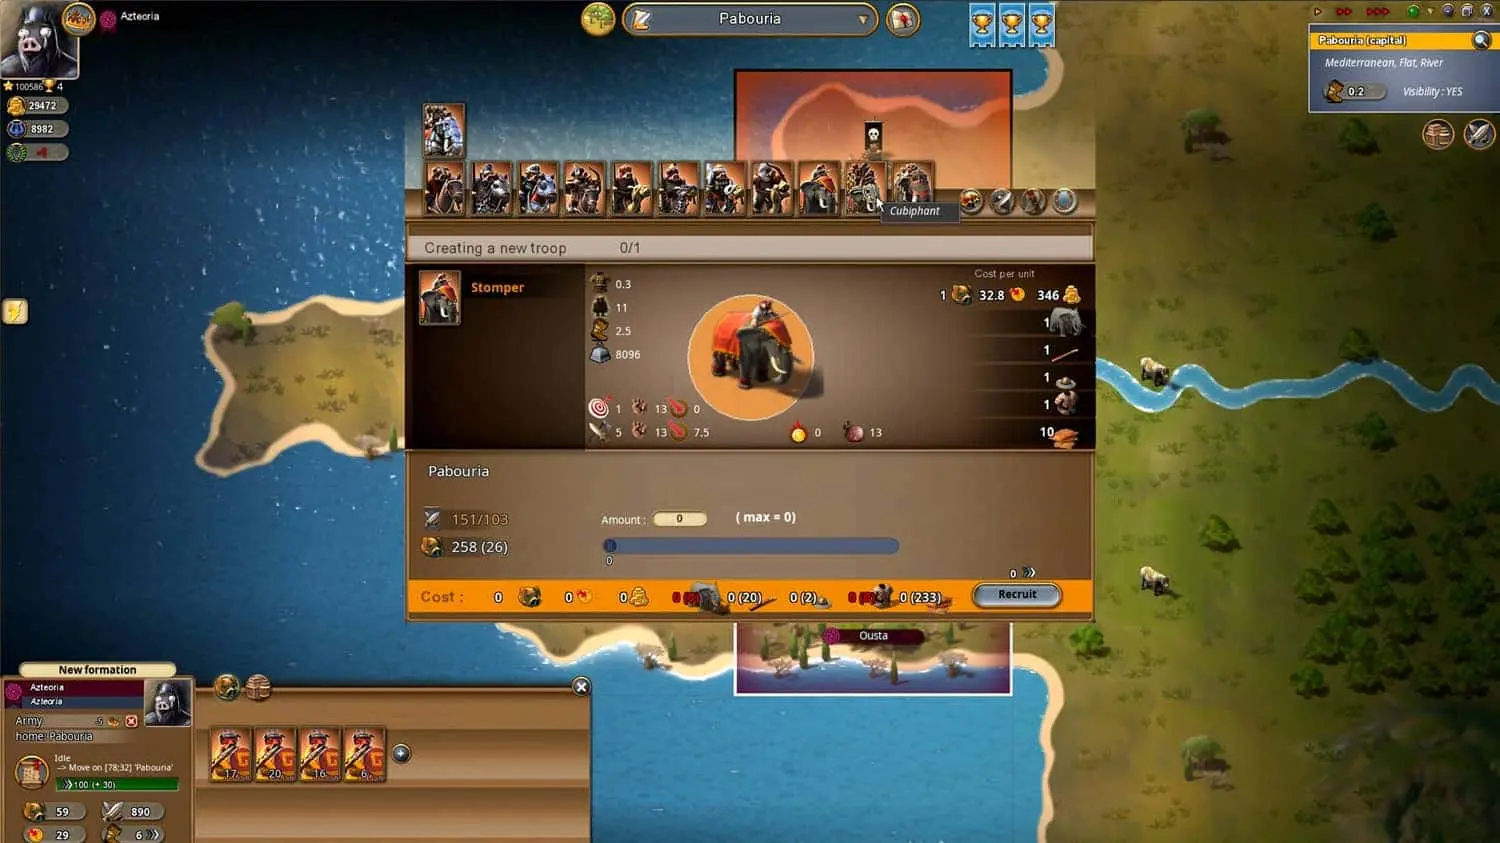 Azteoria
100586 4
29472
8982
-4
Pabouria
Pabouria (capital)
Mediterranean, Flat, River
0.2
Visibility : YES
Cubiphant
Creating a new troop 0/1
Stomper
0.3
11
2.5
8096
1 13 0
5 13 7.5
0 13
Cost per unit
1 32.8 346
1
1
1
1
10
Pabouria
151/103
258 (26)
Amount : 0 ( max = 0)
0
0
Cost : 0 0 0 0 (20) 0 (2) 0 (233)
Recruit
Ousta
New formation
Azteoria
Azteoria
Army -5
home: Pabouria
Idle
--> Move on [78;32] 'Pabouria'
100 (+ 30)
59 890
29 6
17 20 16 6